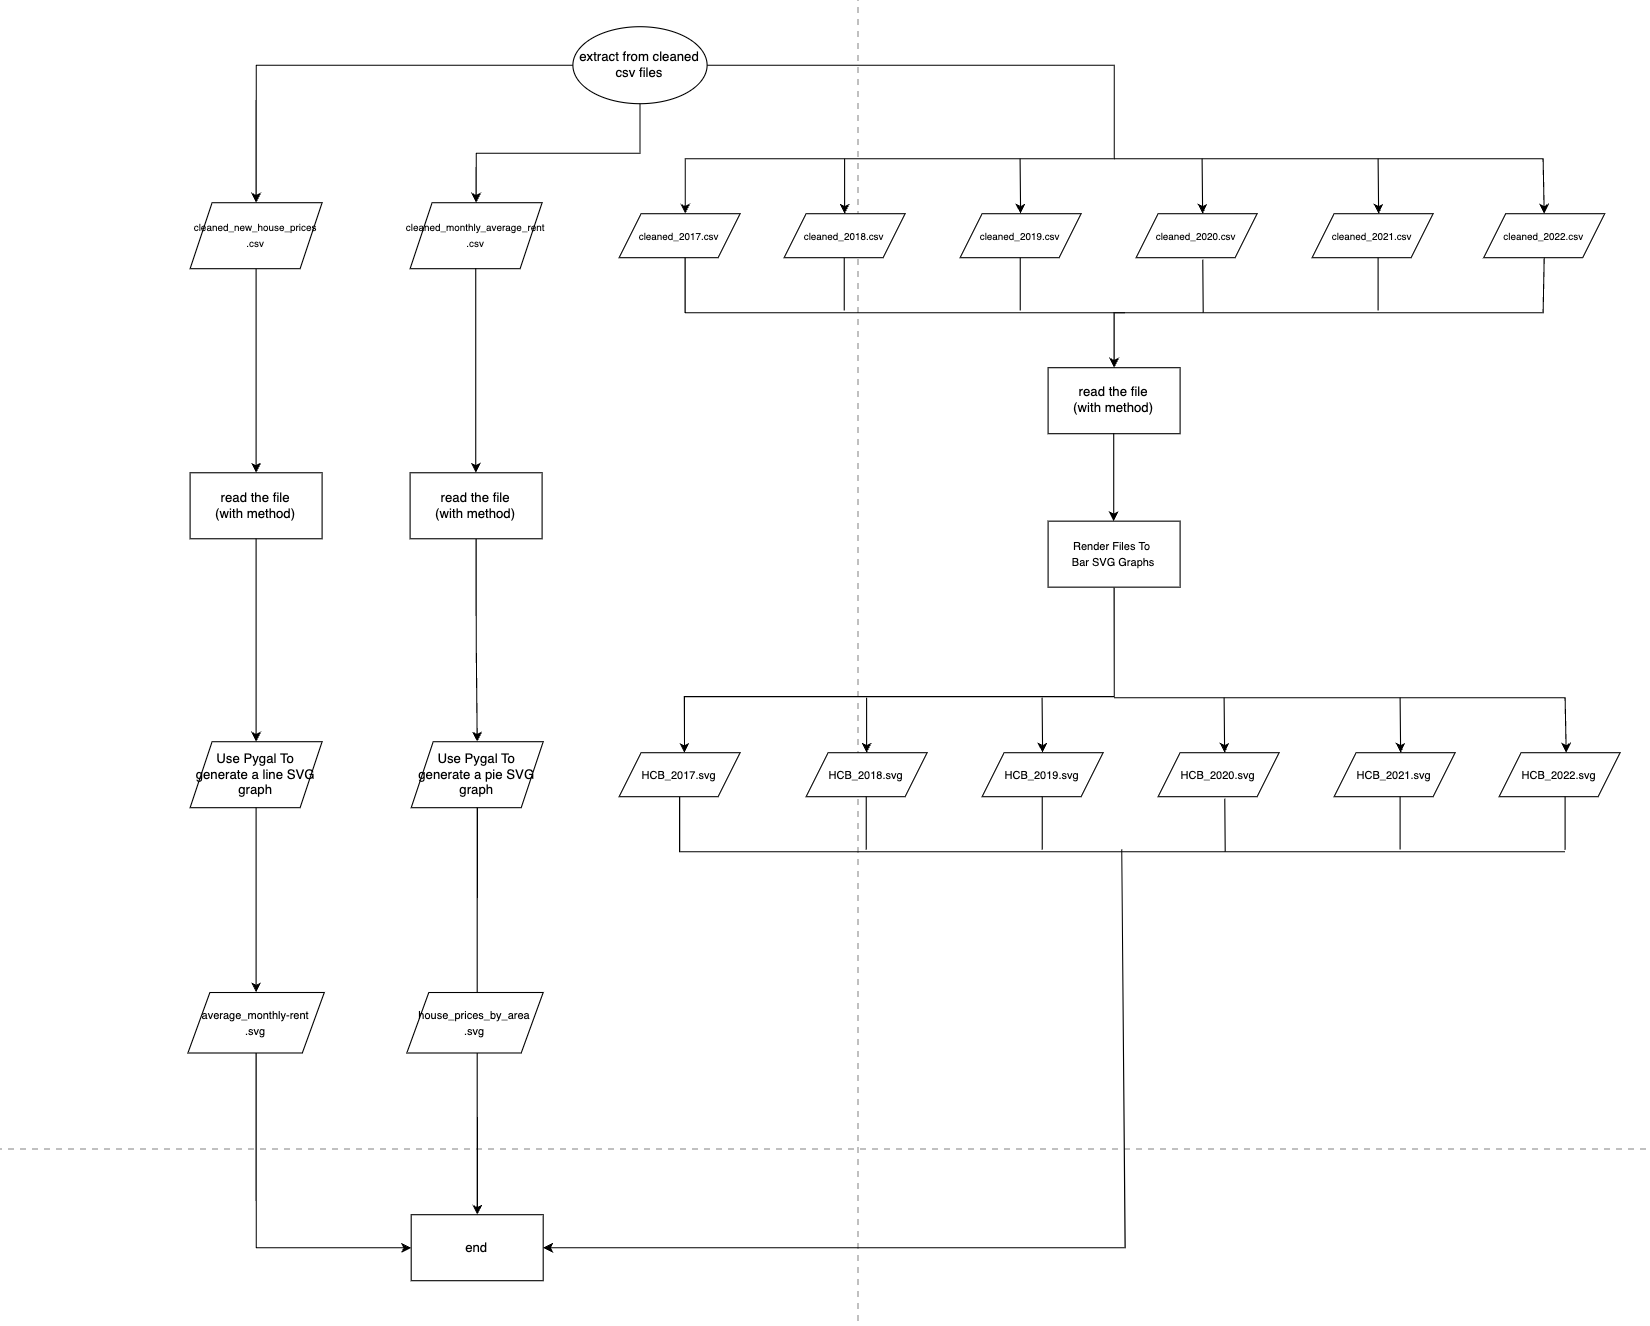 extract from cleaned
csv files
cleaned_new_house_prices
.csv
cleaned_monthly_average_rent
.csv
cleaned_2017.csv
cleaned_2018.csv
cleaned_2019.csv
cleaned_2020.csv
cleaned_2021.csv
cleaned_2022.csv
read the file
(with method)
read the file
(with method)
read the file
(with method)
Render Files To
Bar SVG Graphs
Use Pygal To
generate a line SVG
graph
Use Pygal To
generate a pie SVG
graph
HCB_2017.svg
HCB_2018.svg
HCB_2019.svg
HCB_2020.svg
HCB_2021.svg
HCB_2022.svg
average_monthly-rent
.svg
house_prices_by_area
.svg
end